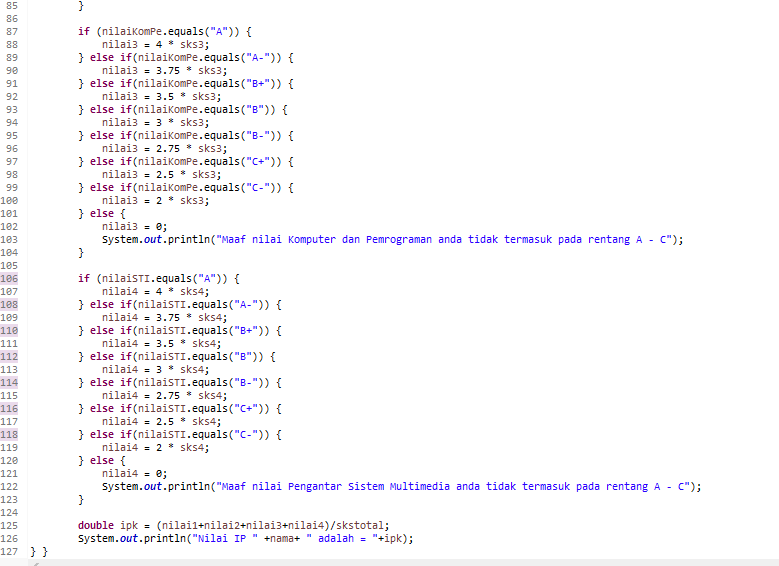 85 }
86
87 if (nilaiKomPe.equals("A")) {
88 nilai3 = 4 * sks3;
89 } else if(nilaiKomPe.equals("A-")) {
90 nilai3 = 3.75 * sks3;
91 } else if(nilaiKomPe.equals("B+")) {
92 nilai3 = 3.5 * sks3;
93 } else if(nilaiKomPe.equals("B")) {
94 nilai3 = 3 * sks3;
95 } else if(nilaiKomPe.equals("B-")) {
96 nilai3 = 2.75 * sks3;
97 } else if(nilaiKomPe.equals("C+")) {
98 nilai3 = 2.5 * sks3;
99 } else if(nilaiKomPe.equals("C-")) {
100 nilai3 = 2 * sks3;
101 } else {
102 nilai3 = 0;
103 System.out.println("Maaf nilai Komputer dan Pemrograman anda tidak termasuk pada rentang A - C");
104 }
105
106 if (nilaiSTI.equals("A")) {
107 nilai4 = 4 * sks4;
108 } else if(nilaiSTI.equals("A-")) {
109 nilai4 = 3.75 * sks4;
110 } else if(nilaiSTI.equals("B+")) {
111 nilai4 = 3.5 * sks4;
112 } else if(nilaiSTI.equals("B")) {
113 nilai4 = 3 * sks4;
114 } else if(nilaiSTI.equals("B-")) {
115 nilai4 = 2.75 * sks4;
116 } else if(nilaiSTI.equals("C+")) {
117 nilai4 = 2.5 * sks4;
118 } else if(nilaiSTI.equals("C-")) {
119 nilai4 = 2 * sks4;
120 } else {
121 nilai4 = 0;
122 System.out.println("Maaf nilai Pengantar Sistem Multimedia anda tidak termasuk pada rentang A - C");
123 }
124
125 double ipk = (nilai1+nilai2+nilai3+nilai4)/skstotal;
126 System.out.println("Nilai IP " +nama+ " adalah = "+ipk);
127 } }